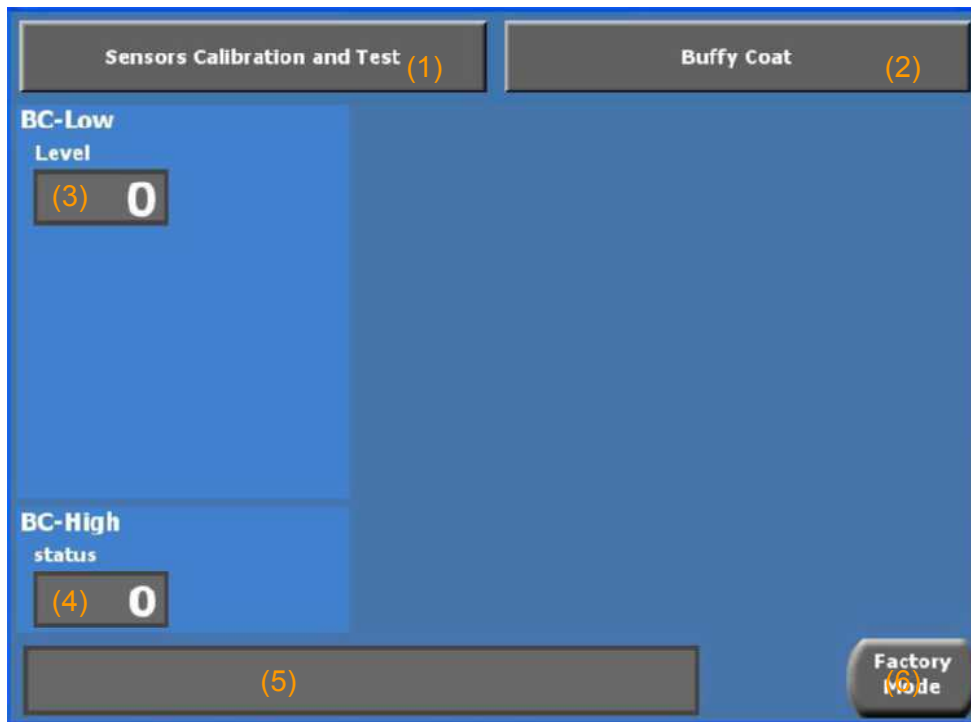 Sensors Calibration and Test (1)
Buffy Coat (2)
BC-Low
Level
(3) 0
BC-High
status
(4) 0
(5)
Factory
Mode
(6)